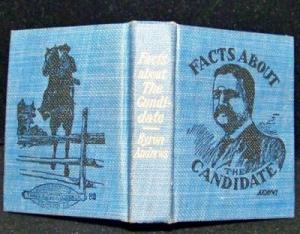 Facts
about
The
Candi-
date
Byron
Andrews
FACTS ABOUT
THE
CANDIDATE